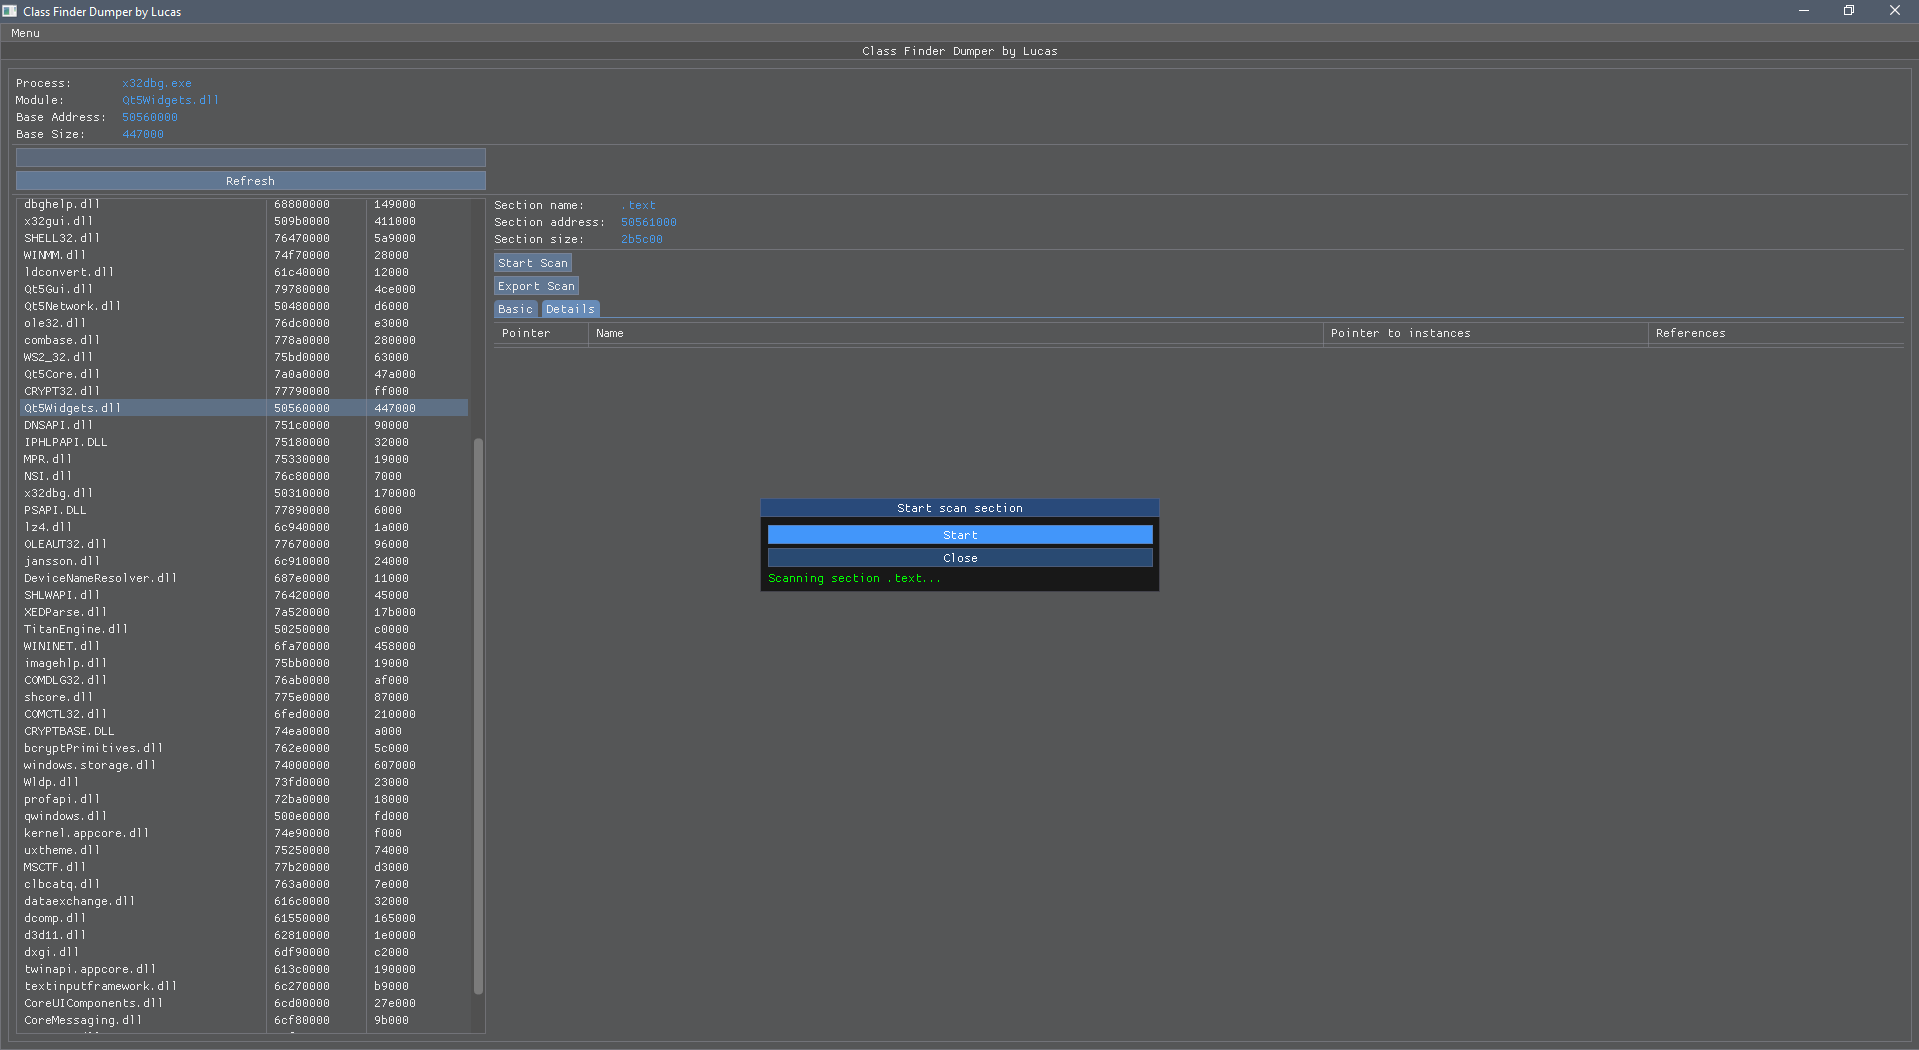 Class Finder Dumper by Lucas
Menu
Class Finder Dumper by Lucas
Process: x32dbg.exe
Module: Qt5Widgets.dll
Base Address: 50560000
Base Size: 447000
Refresh
dbghelp.dll 68800000 149000
x32gui.dll 509b0000 411000
SHELL32.dll 76470000 5a9000
WINMM.dll 74f70000 28000
ldconvert.dll 61c40000 12000
Qt5Gui.dll 79780000 4ce000
Qt5Network.dll 50480000 d6000
ole32.dll 76dc0000 e3000
combase.dll 778a0000 280000
WS2_32.dll 75bd0000 63000
Qt5Core.dll 7a0a0000 47a000
CRYPT32.dll 77790000 ff000
Qt5Widgets.dll 50560000 447000
DNSAPI.dll 751c0000 90000
IPHLPAPI.DLL 75180000 32000
MPR.dll 75330000 19000
NSI.dll 76c80000 7000
x32dbg.dll 50310000 170000
PSAPI.DLL 77890000 6000
lz4.dll 6c940000 1a000
OLEAUT32.dll 77670000 96000
jansson.dll 6c910000 24000
DeviceNameResolver.dll 687e0000 11000
SHLWAPI.dll 76420000 45000
XEDParse.dll 7a520000 17b000
TitanEngine.dll 50250000 c0000
WININET.dll 6fa70000 458000
imagehlp.dll 75bb0000 19000
COMDLG32.dll 76ab0000 af000
shcore.dll 775e0000 87000
COMCTL32.dll 6fed0000 210000
CRYPTBASE.DLL 74ea0000 a000
bcryptPrimitives.dll 762e0000 5c000
windows.storage.dll 74000000 607000
Wldp.dll 73fd0000 23000
profapi.dll 72ba0000 18000
qwindows.dll 500e0000 fd000
kernel.appcore.dll 74e90000 f000
uxtheme.dll 75250000 74000
MSCTF.dll 77b20000 d3000
clbcatq.dll 763a0000 7e000
dataexchange.dll 616c0000 32000
dcomp.dll 61550000 165000
d3d11.dll 62810000 1e0000
dxgi.dll 6df90000 c2000
twinapi.appcore.dll 613c0000 190000
textinputframework.dll 6c270000 b9000
CoreUIComponents.dll 6cd00000 27e000
CoreMessaging.dll 6cf80000 9b000
Section name: .text
Section address: 50561000
Section size: 2b5c00
Start Scan
Export Scan
Basic Details
Pointer Name Pointer to instances References
Start scan section
Start
Close
Scanning section .text...